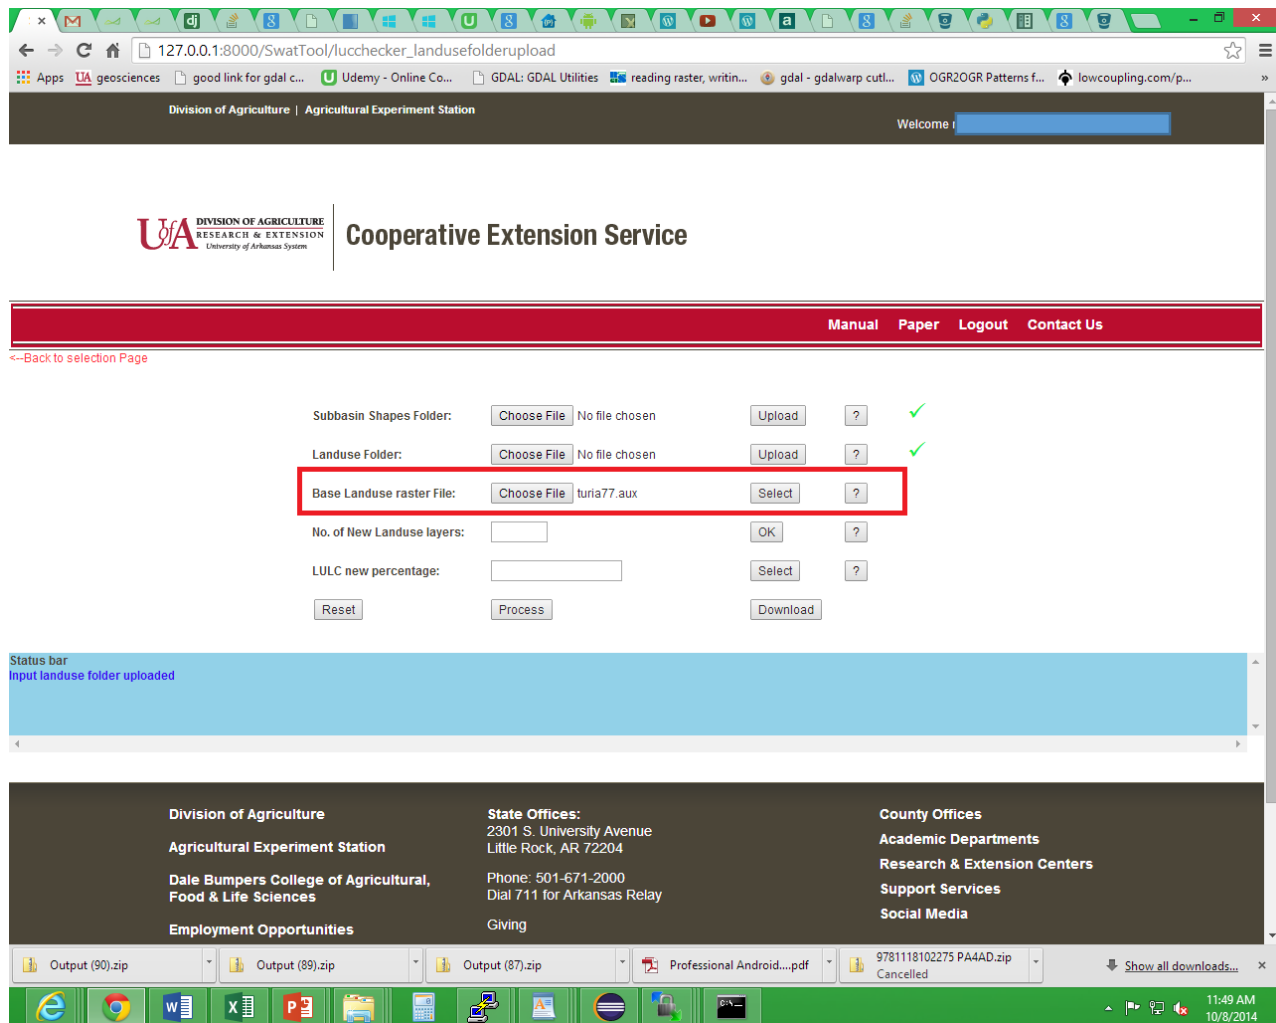 127.0.0.1:8000/SwatTool/lucchecker_landusefolderupload
Apps UA geosciences good link for gdal c... Udemy - Online Co... GDAL: GDAL Utilities reading raster, writin... gdal - gdalwarp cutl... OGR2OGR Patterns f... lowcoupling.com/p... »
Division of Agriculture | Agricultural Experiment Station
Welcome
UofA DIVISION OF AGRICULTURE
RESEARCH & EXTENSION
University of Arkansas System
Cooperative Extension Service
Manual Paper Logout Contact Us
<--Back to selection Page
Subbasin Shapes Folder: Choose File No file chosen Upload ?
Landuse Folder: Choose File No file chosen Upload ?
Base Landuse raster File: Choose File turia77.aux Select ?
No. of New Landuse layers: OK ?
LULC new percentage: Select ?
Reset Process Download
Status bar
Input landuse folder uploaded
Division of Agriculture
Agricultural Experiment Station
Dale Bumpers College of Agricultural,
Food & Life Sciences
Employment Opportunities
State Offices:
2301 S. University Avenue
Little Rock, AR 72204
Phone: 501-671-2000
Dial 711 for Arkansas Relay
Giving
County Offices
Academic Departments
Research & Extension Centers
Support Services
Social Media
Output (90).zip Output (89).zip Output (87).zip Professional Android....pdf 9781118102275 PA4AD.zip
Cancelled
Show all downloads...
11:49 AM
10/8/2014